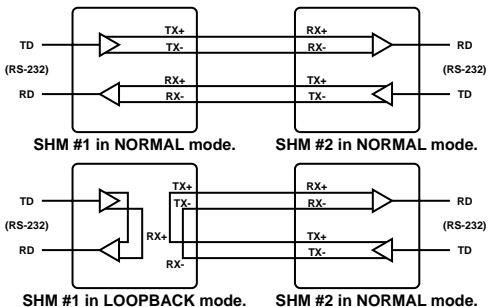 TX+ RX+
TD TX- RX- RD
(RS-232) (RS-232)
RX+ TX+
RD RX- TX- TD
SHM #1 in NORMAL mode. SHM #2 in NORMAL mode.
TX+ RX+
TD TX- RX- RD
(RS-232) (RS-232)
RX+ TX+
RD TX- TD
RX-
SHM #1 in LOOPBACK mode. SHM #2 in NORMAL mode.